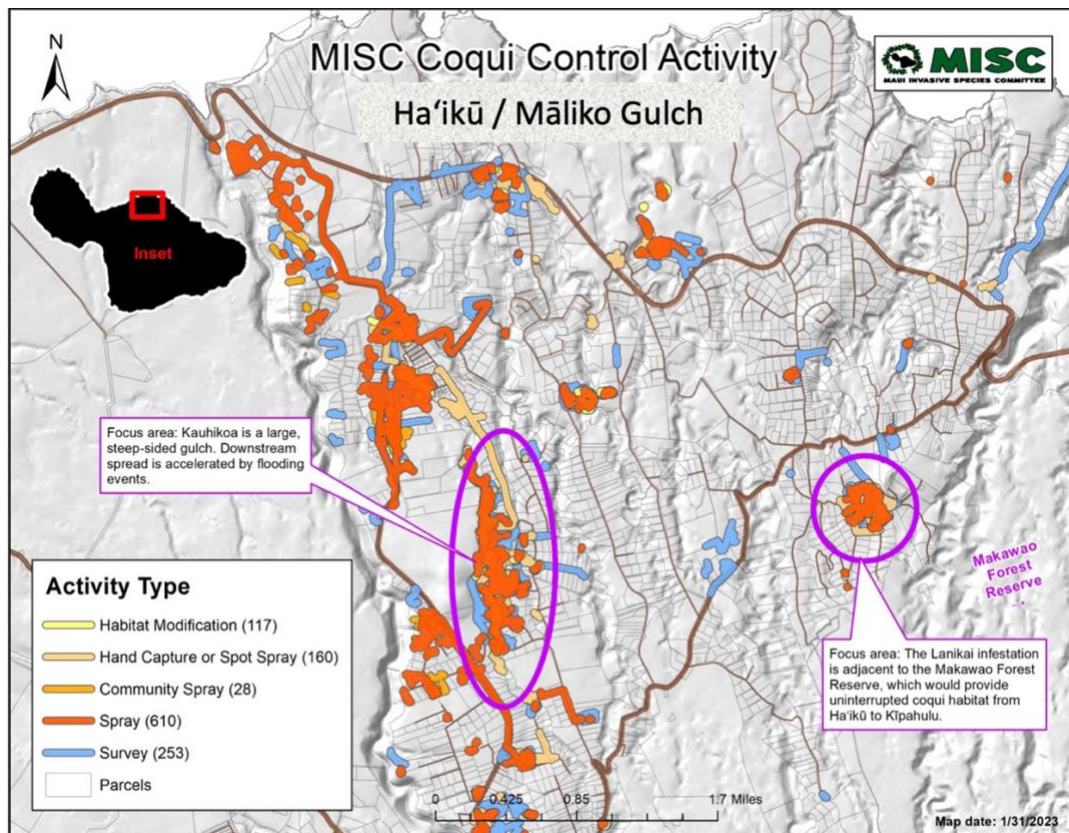 N
MISC Coqui Control Activity
Haʻikū / Māliko Gulch
MISC
MAUI INVASIVE SPECIES COMMITTEE
Inset
Focus area: Kauhikoa is a large,
steep-sided gulch. Downstream
spread is accelerated by flooding
events.
Makawao
Forest
Reserve
→
Focus area: The Lanikai infestation
is adjacent to the Makawao Forest
Reserve, which would provide
uninterrupted coqui habitat from
Haʻikū to Kīpahulu.
Activity Type
Habitat Modification (117)
Hand Capture or Spot Spray (160)
Community Spray (28)
Spray (610)
Survey (253)
Parcels
0 0.425 0.85 1.7 Miles
Map date: 1/31/2023